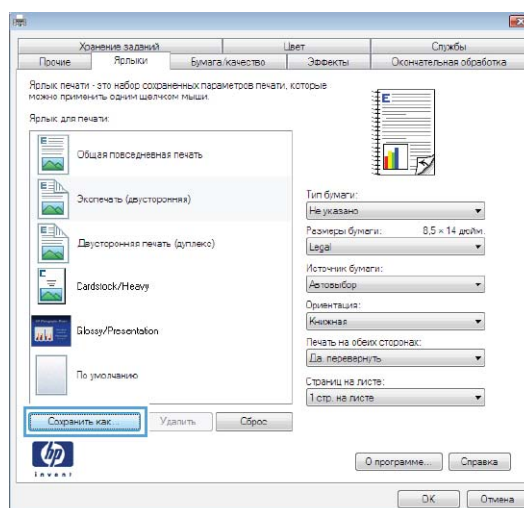 Хранение заданий
Цвет
Службы
Прочие
Ярлыки
Бумага/качество
Эффекты
Окончательная обработка
Ярлык печати - это набор сохраненных параметров печати, которые
можно применить одним щелчком мыши.
Ярлык для печати:
Общая повседневная печать
Экопечать (двусторонняя)
Двусторонняя печать (дуплекс)
Cardstock/Heavy
Glossy/Presentation
По умолчанию
E
Тип бумаги:
Не указано
Размеры бумаги: 8,5 × 14 дюйм.
Legal
Источник бумаги:
Автовыбор
Ориентация:
Книжная
Печать на обеих сторонах:
Да, перевернуть
Страниц на листе:
1 стр. на листе
Сохранить как...
Удалить
Сброс
hp
invent
О программе...
Справка
OK
Отмена